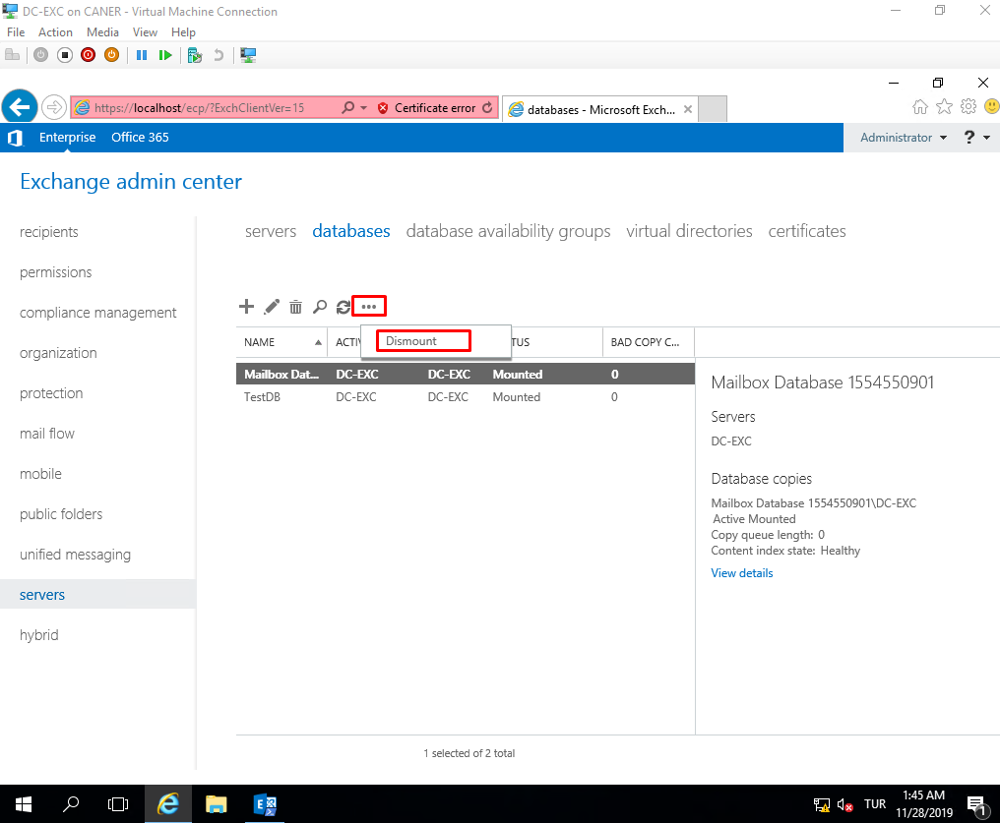 DC-EXC on CANER - Virtual Machine Connection
File Action Media View Help
https://localhost/ecp/?ExchClientVer=15 Certificate error databases - Microsoft Exch...
Enterprise Office 365 Administrator ?
Exchange admin center
recipients
permissions
compliance management
organization
protection
mail flow
mobile
public folders
unified messaging
servers
hybrid
servers databases database availability groups virtual directories certificates
Dismount
NAME BAD COPY C...
Mailbox Dat... DC-EXC DC-EXC Mounted 0
TestDB DC-EXC DC-EXC Mounted 0
1 selected of 2 total
Mailbox Database 1554550901
Servers
DC-EXC
Database copies
Mailbox Database 1554550901\DC-EXC
Active Mounted
Copy queue length: 0
Content index state: Healthy
View details
TUR 1:45 AM
11/28/2019 1